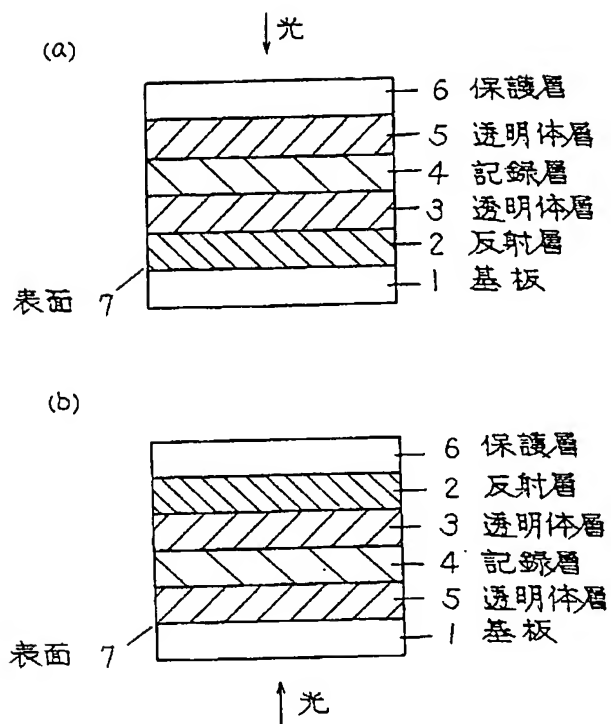 (a)
↓光
6 保護層
5 透明体層
4 記録層
3 透明体層
2 反射層
1 基板
表面 7
(b)
6 保護層
2 反射層
3 透明体層
4 記録層
5 透明体層
1 基板
表面 7
↑光